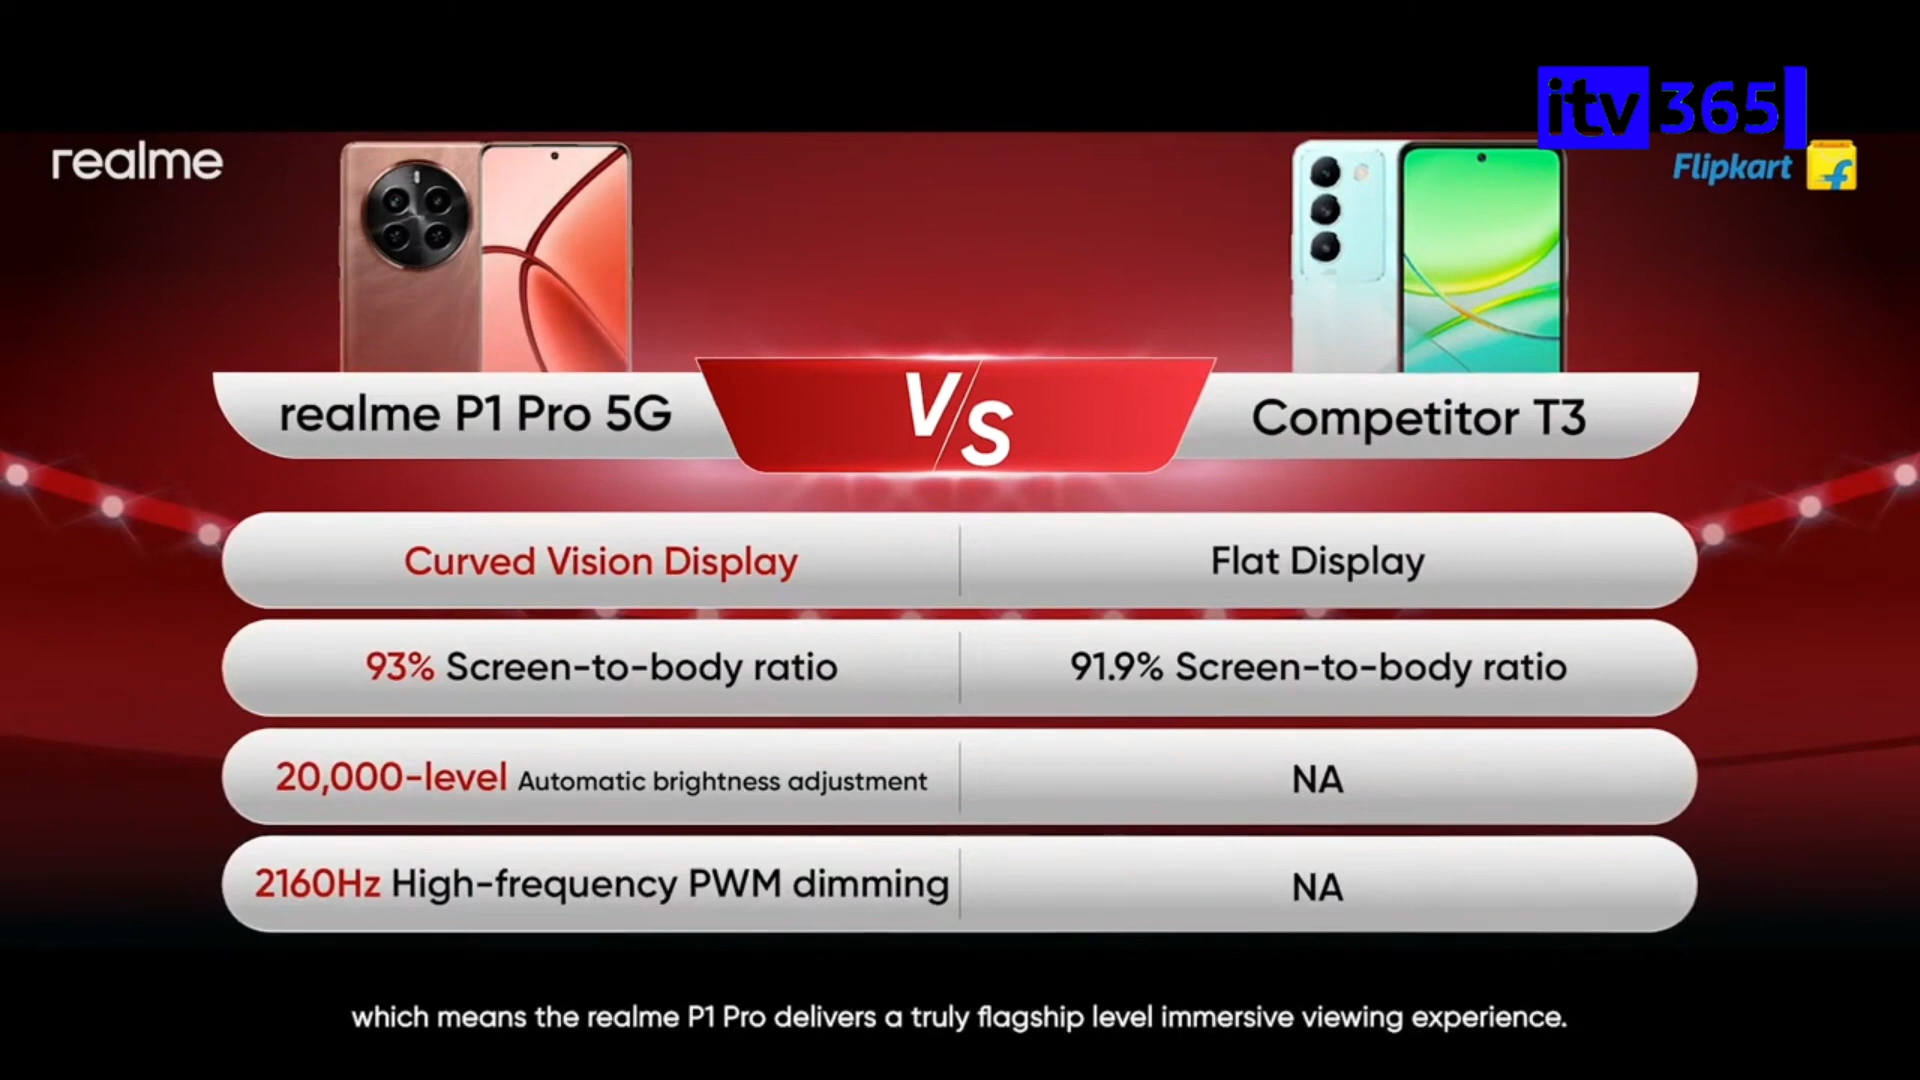 itv 365
realme
Flipkart
realme P1 Pro 5G
VS
Competitor T3
Curved Vision Display
Flat Display
93% Screen-to-body ratio
91.9% Screen-to-body ratio
20,000-level Automatic brightness adjustment
NA
2160Hz High-frequency PWM dimming
NA
which means the realme P1 Pro delivers a truly flagship level immersive viewing experience.